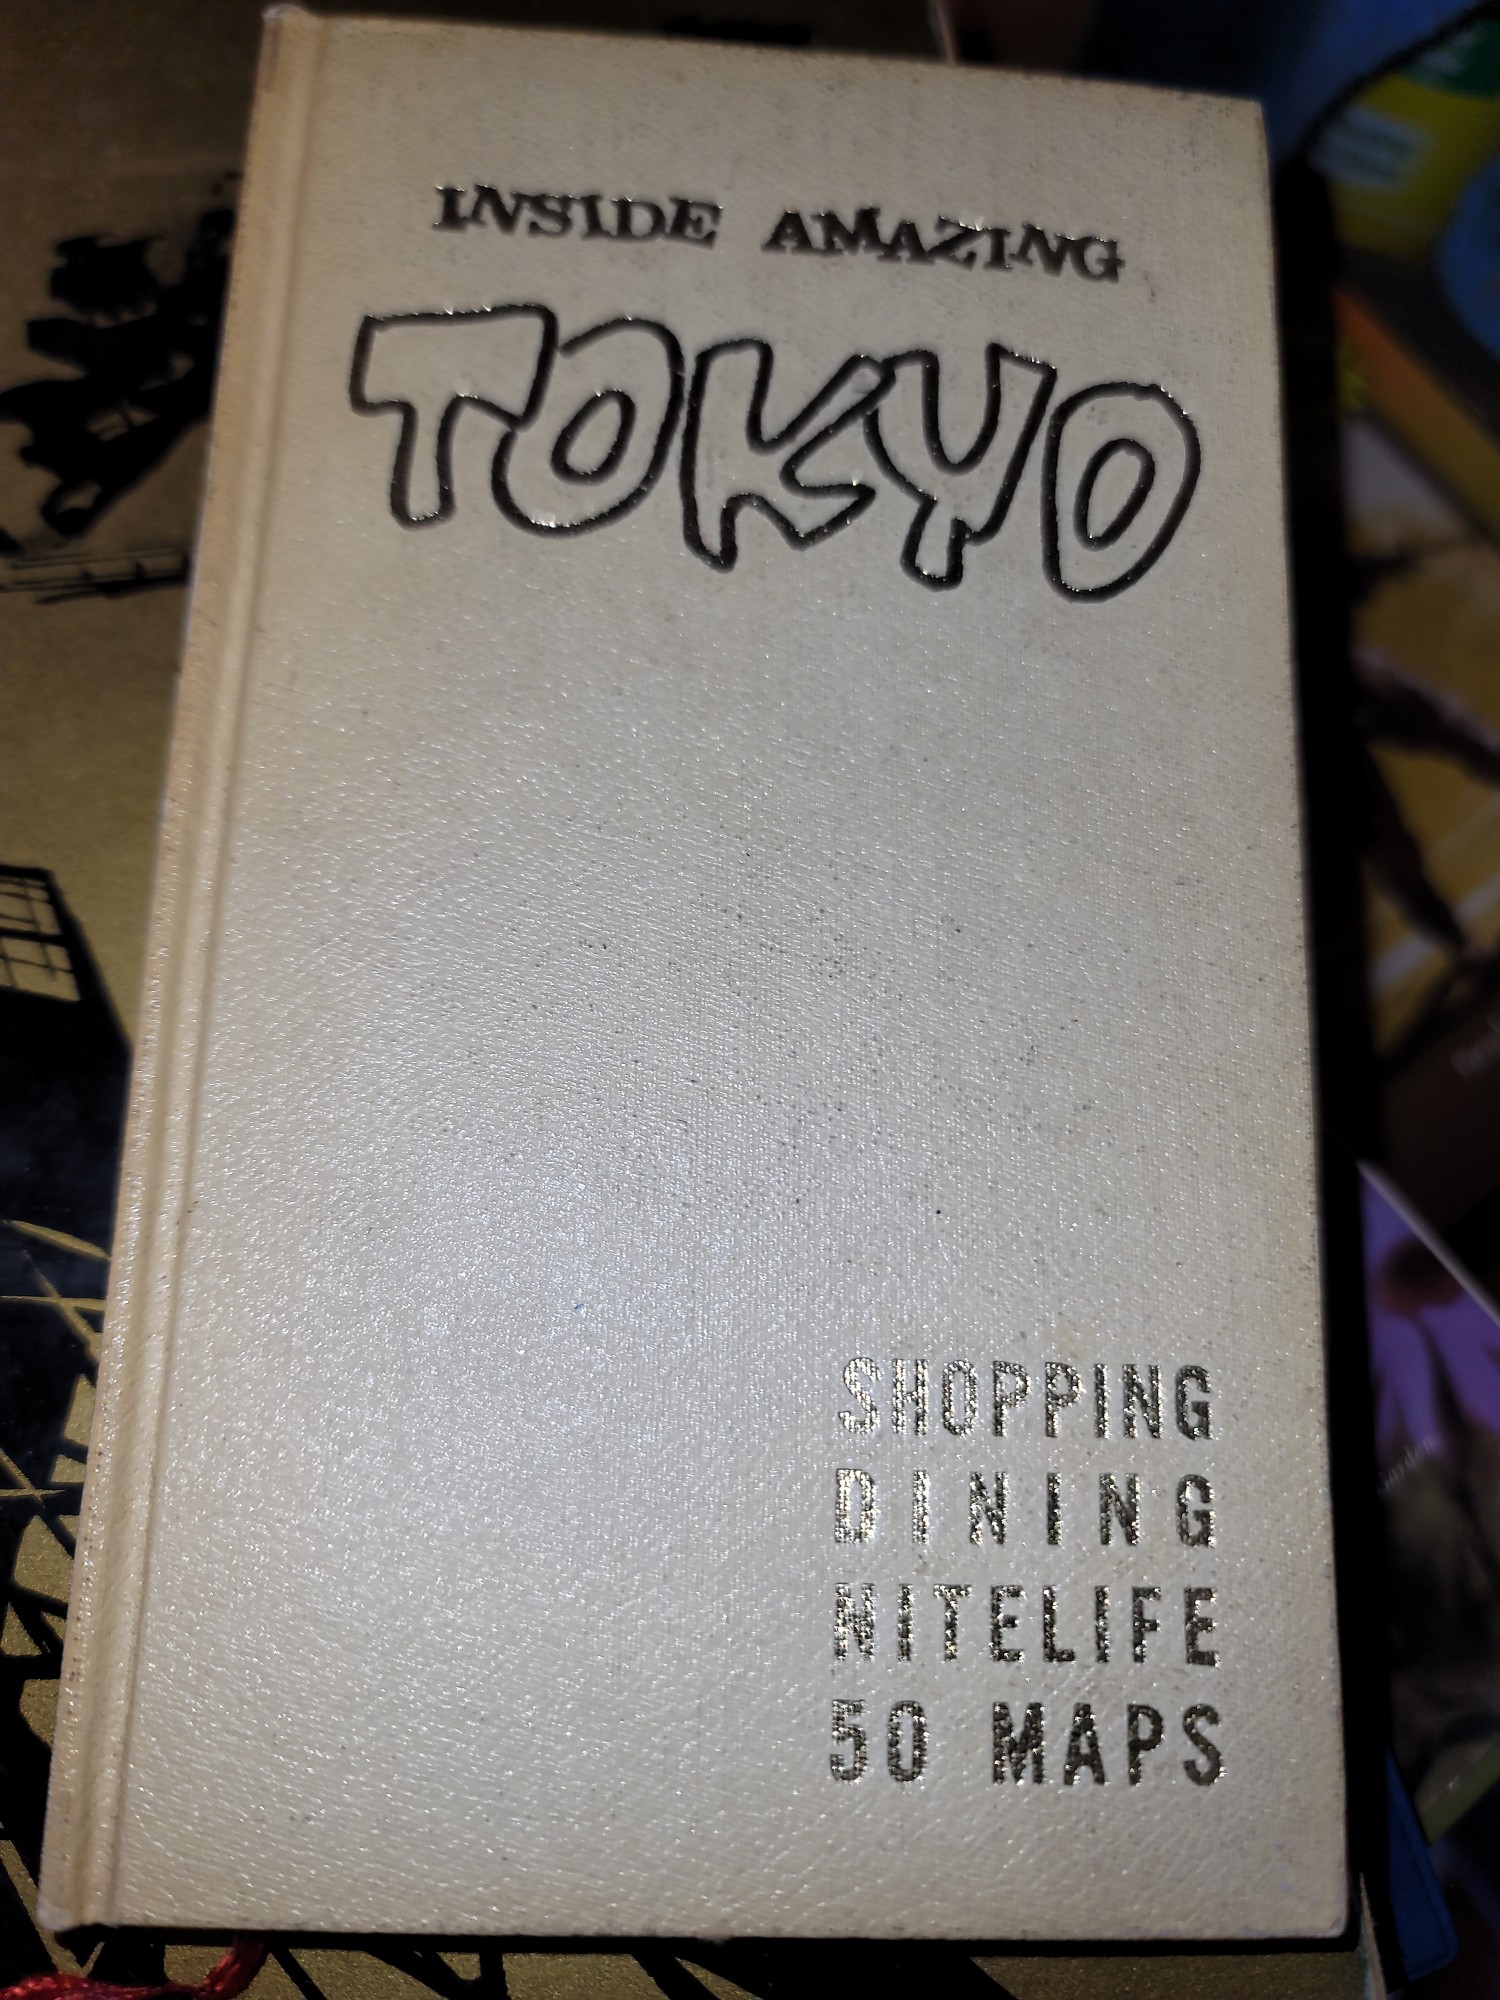 INSIDE AMAZING
TOKYO
SHOPPING
DINING
NITELIFE
50 MAPS